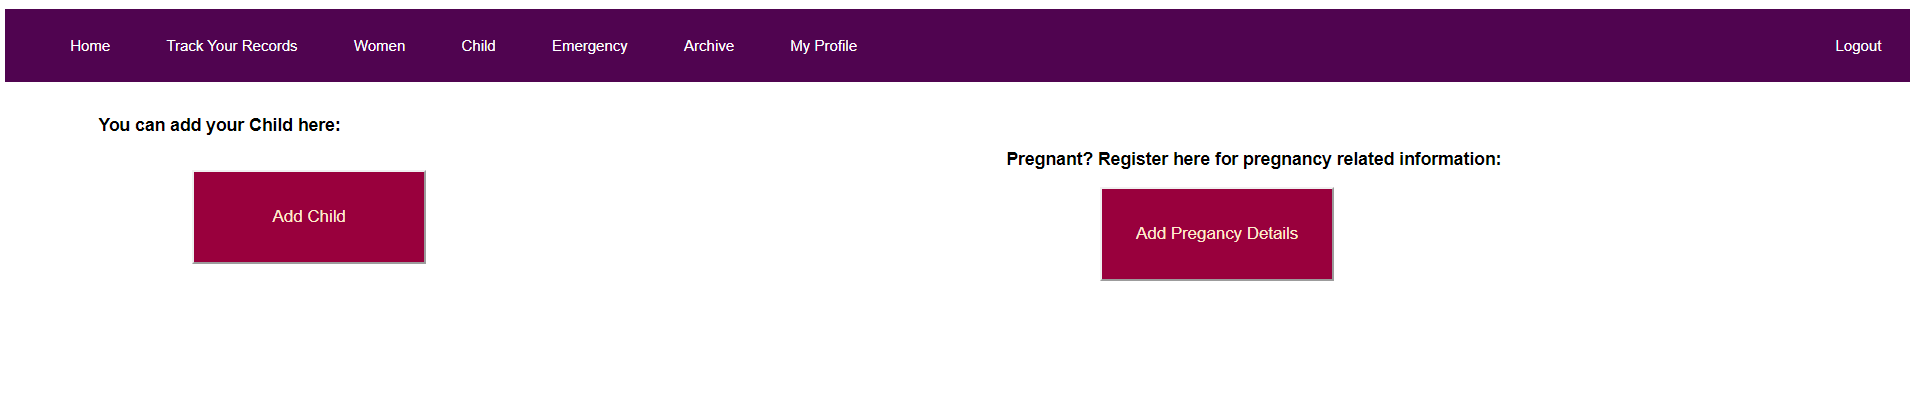 Home Track Your Records Women Child Emergency Archive My Profile Logout
You can add your Child here:
Add Child
Pregnant? Register here for pregnancy related information:
Add Pregancy Details